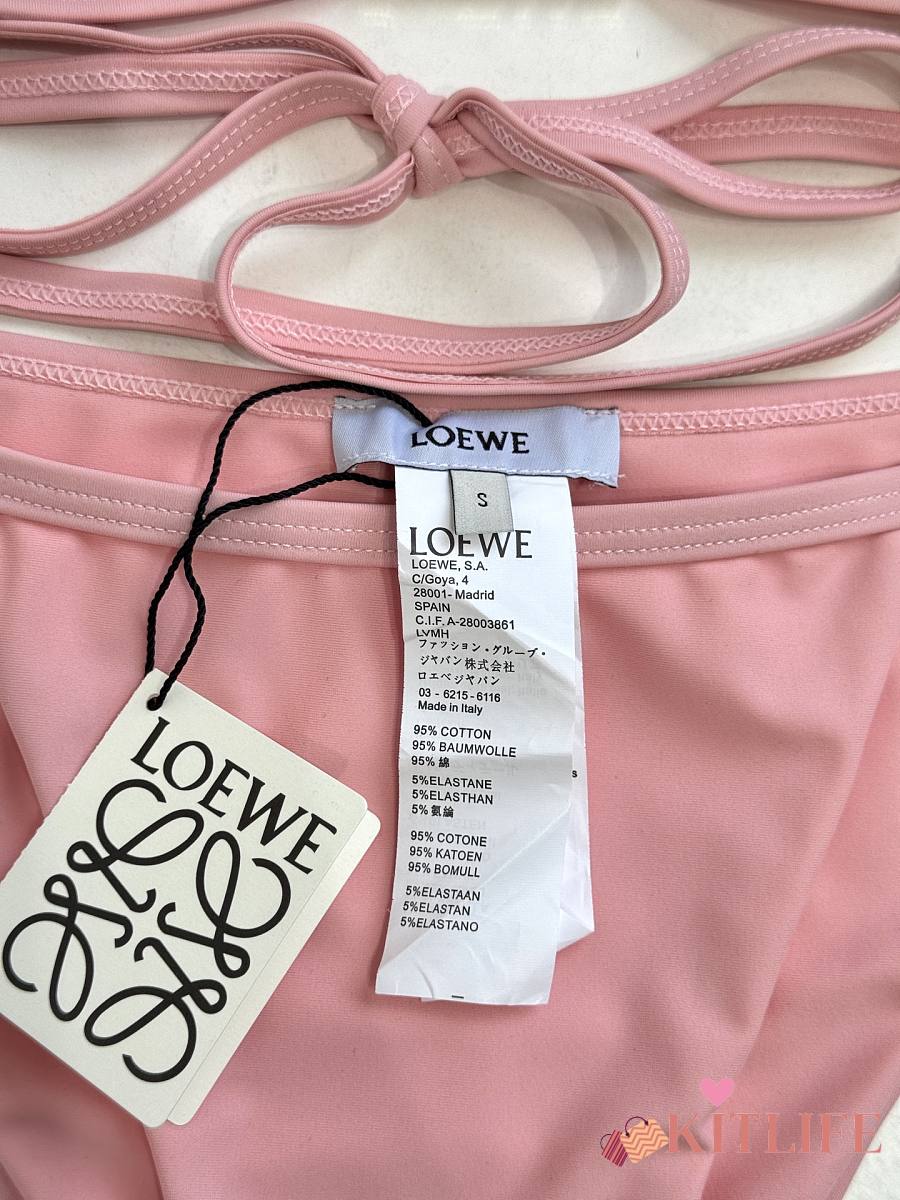 LOEWE
S
LOEWE
LOEWE, S.A.
C/Goya, 4
28001- Madrid
SPAIN
C.I.F. A-28003861
LVMH
ファッション・グループ・
ジャパン株式会社
ロエベジャパン
03 - 6215 - 6116
Made in Italy
95% COTTON
95% BAUMWOLLE
95% 綿
5%ELASTANE
5%ELASTHAN
5% 氨綸
95% COTONE
95% KATOEN
95% BOMULL
5%ELASTAAN
5%ELASTAN
5%ELASTANO
LOEWE
KITLIFE